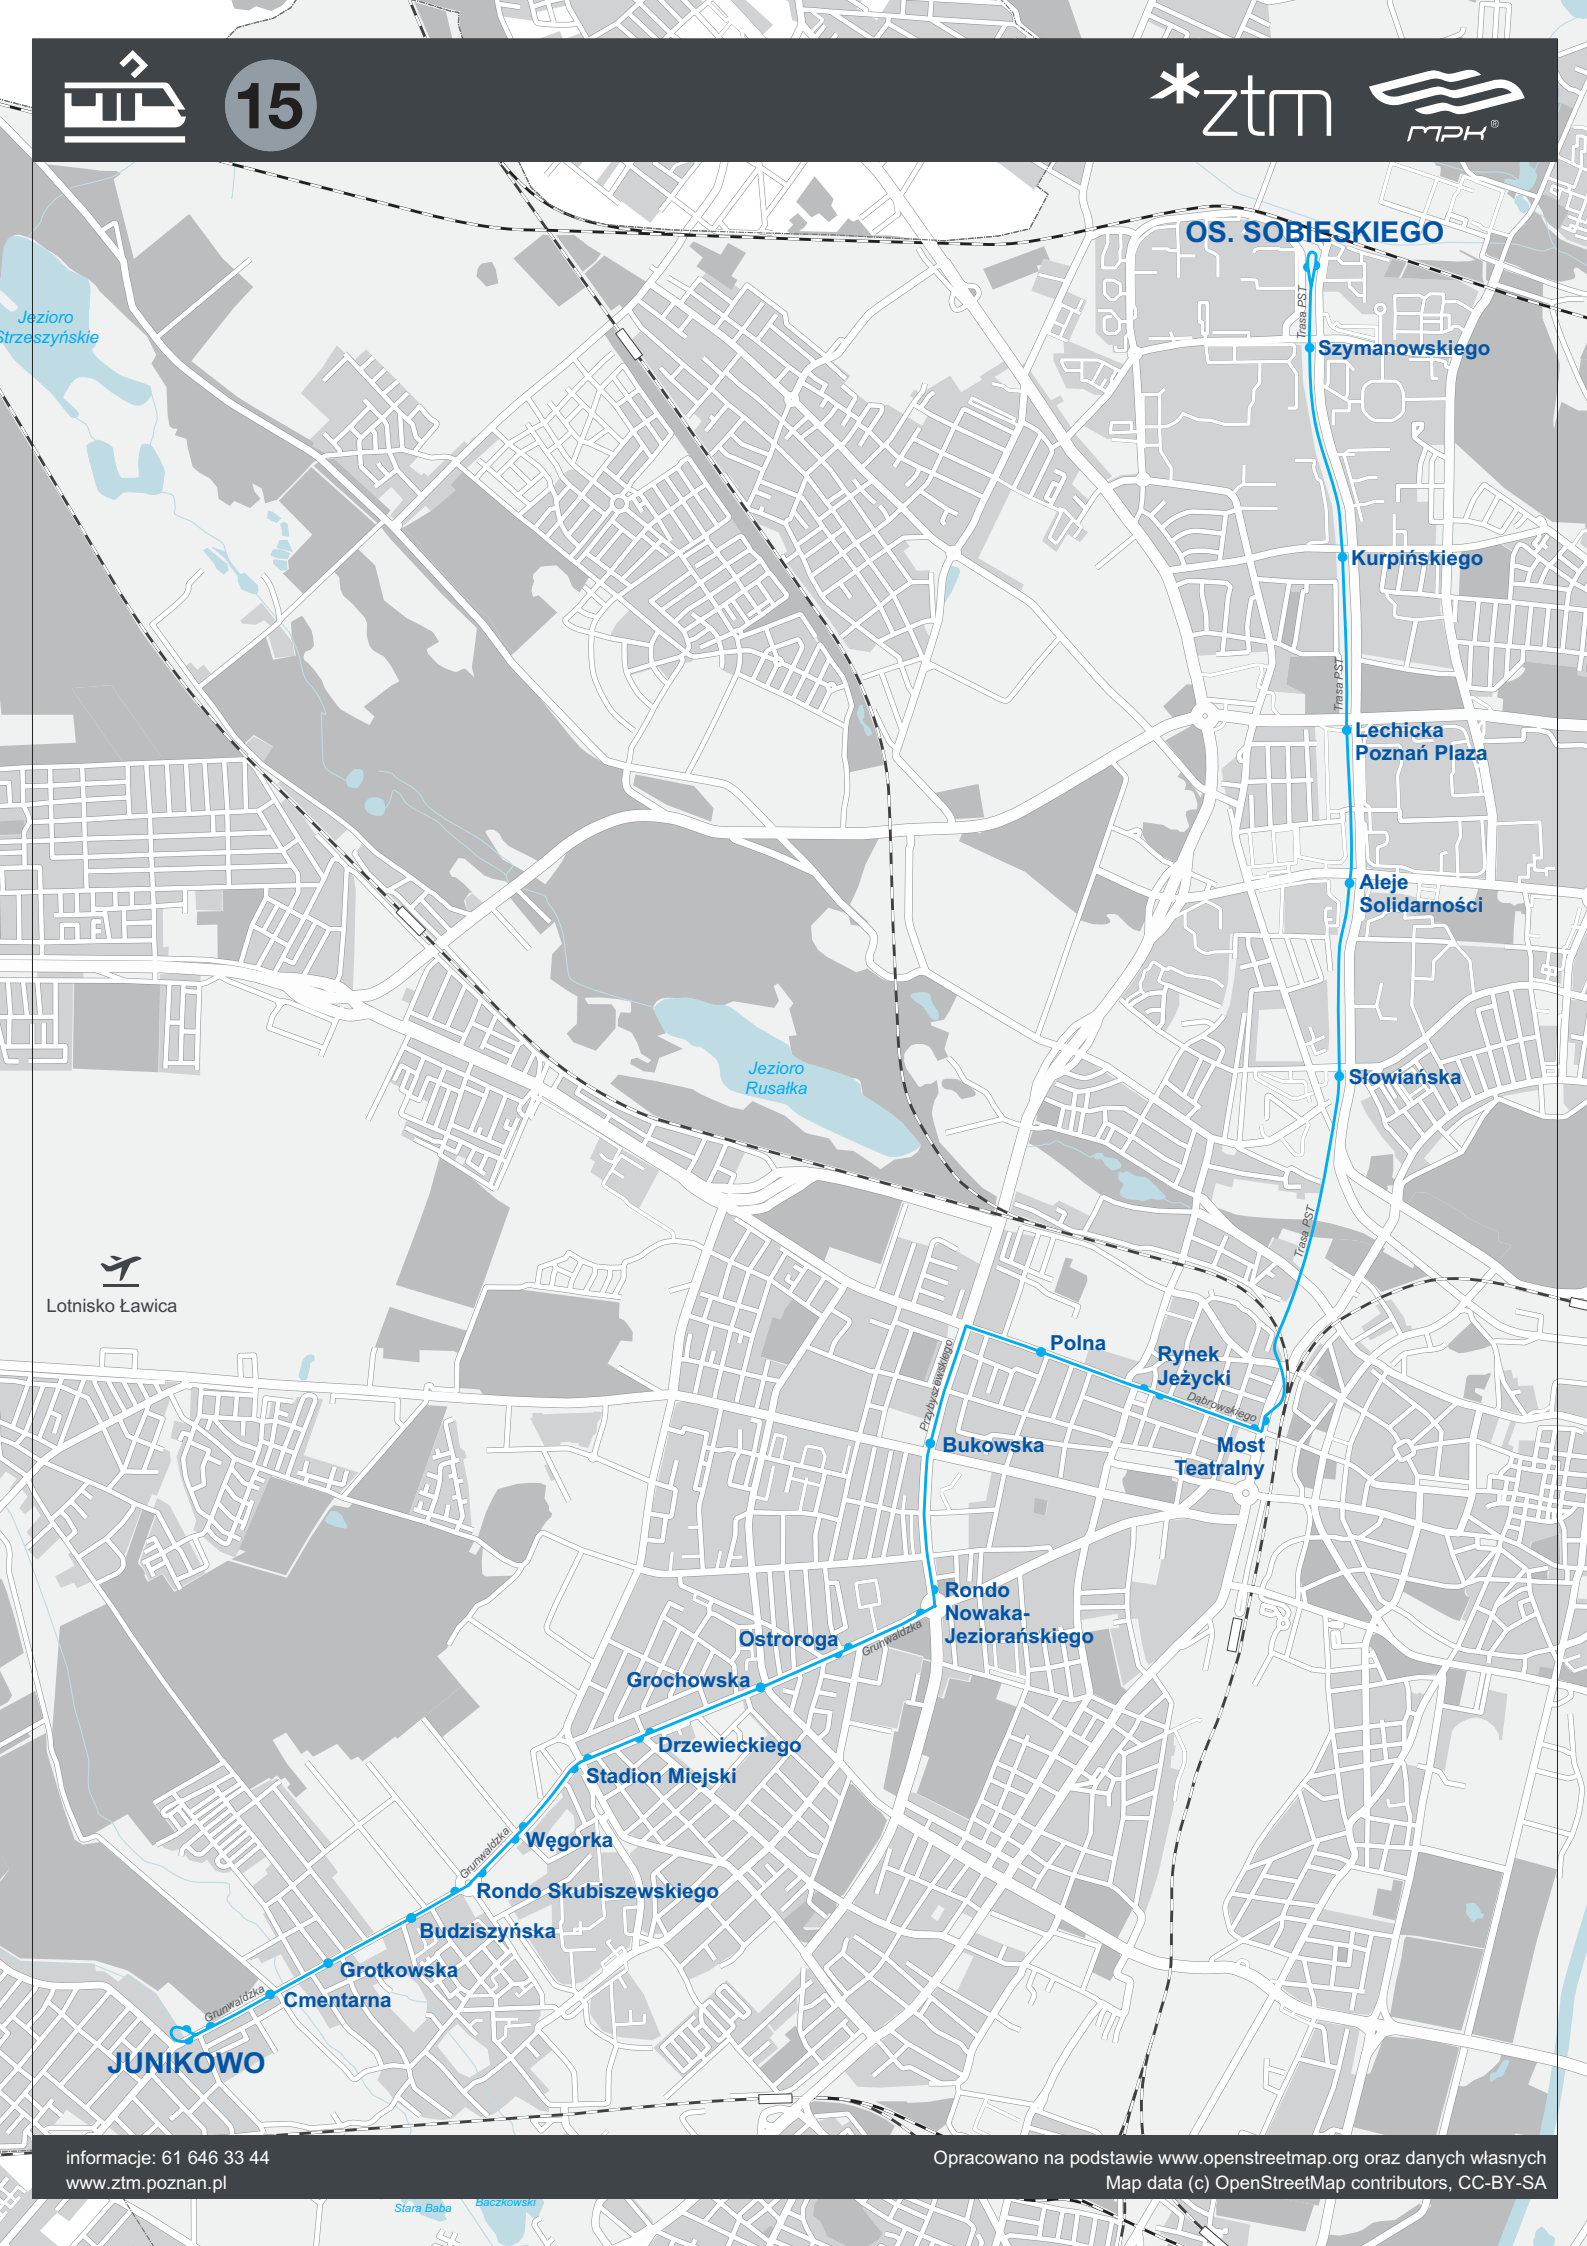 15
*ztm
MPK®
OS. SOBIESKIEGO
Trasa PST
Jezioro
Strzeszyńskie
Szymanowskiego
Kurpińskiego
Trasa PST
Lechicka
Poznań Plaza
Aleje
Solidarności
Jezioro
Rusałka
Słowiańska
Trasa PST
Lotnisko Ławica
Polna
Rynek
Jeżycki
Przybyszewskiego
Dąbrowskiego
Bukowska
Most
Teatralny
Rondo
Nowaka-
Jeziorańskiego
Ostroroga
Grunwaldzka
Grochowska
Drzewieckiego
Stadion Miejski
Grunwaldzka
Węgorka
Rondo Skubiszewskiego
Budziszyńska
Grotkowska
Grunwaldzka
Cmentarna
JUNIKOWO
informacje: 61 646 33 44
www.ztm.poznan.pl
Opracowano na podstawie www.openstreetmap.org oraz danych własnych
Map data (c) OpenStreetMap contributors, CC-BY-SA
Stara Baba
Baczkowski